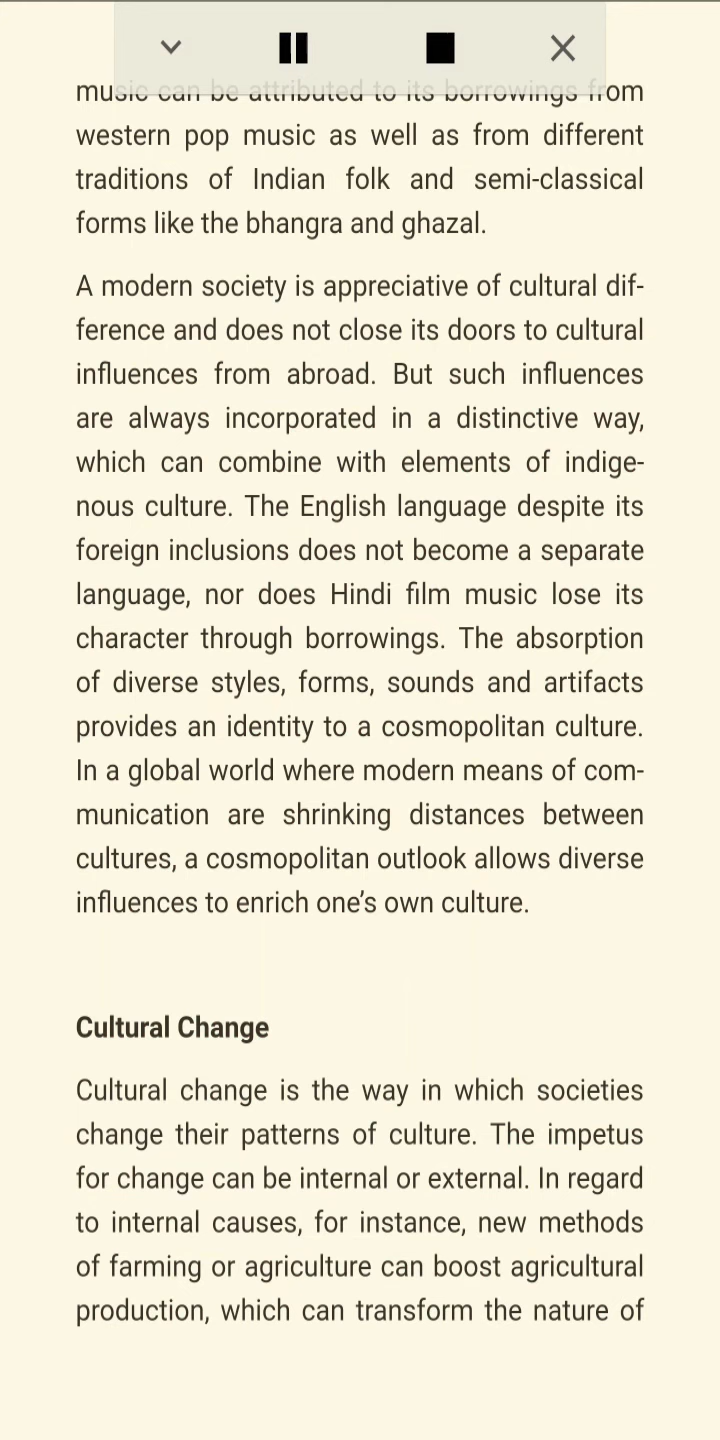 music can be attributed to its borrowings from
western pop music as well as from different
traditions of Indian folk and semi-classical
forms like the bhangra and ghazal.
A modern society is appreciative of cultural dif-
ference and does not close its doors to cultural
influences from abroad. But such influences
are always incorporated in a distinctive way,
which can combine with elements of indige-
nous culture. The English language despite its
foreign inclusions does not become a separate
language, nor does Hindi film music lose its
character through borrowings. The absorption
of diverse styles, forms, sounds and artifacts
provides an identity to a cosmopolitan culture.
In a global world where modern means of com-
munication are shrinking distances between
cultures, a cosmopolitan outlook allows diverse
influences to enrich one’s own culture.
Cultural Change
Cultural change is the way in which societies
change their patterns of culture. The impetus
for change can be internal or external. In regard
to internal causes, for instance, new methods
of farming or agriculture can boost agricultural
production, which can transform the nature of